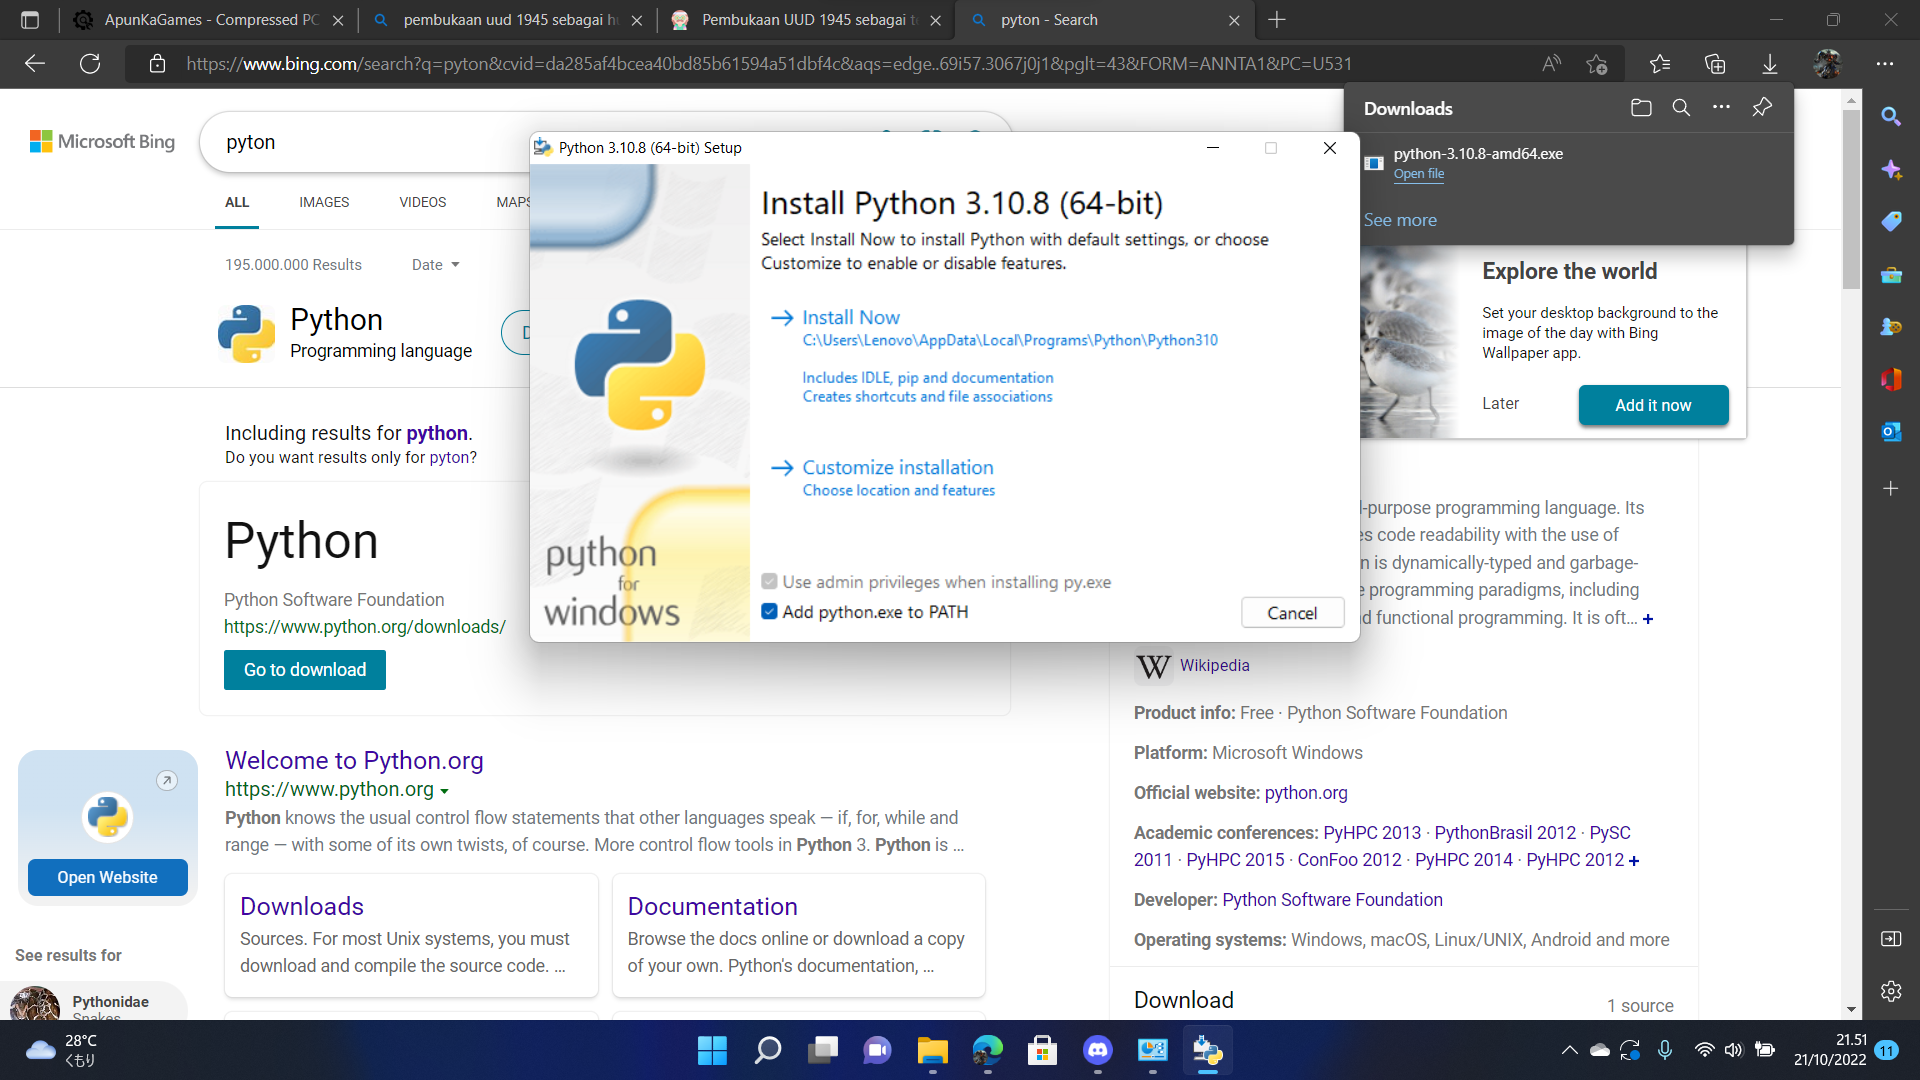 ApunKaGames - Compressed PC
pembukaan uud 1945 sebagai hu
Pembukaan UUD 1945 sebagai te
pyton - Search
https://www.bing.com/search?q=pyton&cvid=da285af4bcea40bd85b61594a51dbf4c&aqs=edge..69i57.3067j0j1&pglt=43&FORM=ANNTA1&PC=U531
Downloads
python-3.10.8-amd64.exe
Open file
See more
Microsoft Bing
pyton
ALL
IMAGES
VIDEOS
MAPS
195.000.000 Results
Date
Python
Programming language
D
Including results for python.
Do you want results only for pyton?
Python
Python Software Foundation
https://www.python.org/downloads/
Go to download
Python 3.10.8 (64-bit) Setup
Install Python 3.10.8 (64-bit)
Select Install Now to install Python with default settings, or choose
Customize to enable or disable features.
Install Now
C:\Users\Lenovo\AppData\Local\Programs\Python\Python310
Includes IDLE, pip and documentation
Creates shortcuts and file associations
Customize installation
Choose location and features
Use admin privileges when installing py.exe
Add python.exe to PATH
Cancel
python
for
windows
Explore the world
Set your desktop background to the
image of the day with Bing
Wallpaper app.
Later
Add it now
l-purpose programming language. Its
es code readability with the use of
n is dynamically-typed and garbage-
e programming paradigms, including
d functional programming. It is oft... +
W Wikipedia
Product info: Free · Python Software Foundation
Platform: Microsoft Windows
Official website: python.org
Academic conferences: PyHPC 2013 · PythonBrasil 2012 · PySC
2011 · PyHPC 2015 · ConFoo 2012 · PyHPC 2014 · PyHPC 2012 +
Developer: Python Software Foundation
Operating systems: Windows, macOS, Linux/UNIX, Android and more
Download
1 source
Open Website
See results for
Pythonidae
Snakes
Welcome to Python.org
https://www.python.org
Python knows the usual control flow statements that other languages speak — if, for, while and
range — with some of its own twists, of course. More control flow tools in Python 3. Python is ...
Downloads
Sources. For most Unix systems, you must
download and compile the source code. ...
Documentation
Browse the docs online or download a copy
of your own. Python's documentation, ...
28°C
くもり
21.51
21/10/2022
11